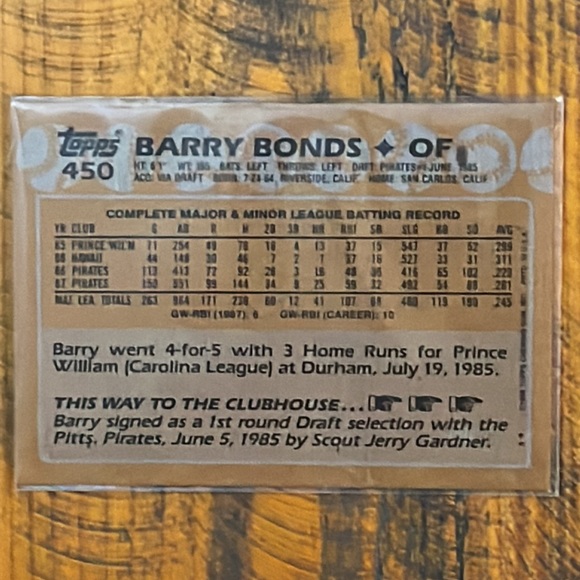 topps
450
BARRY BONDS ✦ OF
HT: 6'1" WT: 185 BATS: LEFT THROWS: LEFT DRAFT: PIRATES #1-JUNE, 1985
ACQ: VIA DRAFT BORN: 7-24-64, RIVERSIDE, CALIF. HOME: SAN CARLOS, CALIF.
COMPLETE MAJOR & MINOR LEAGUE BATTING RECORD
YR CLUB G AB R H 2B 3B HR RBI SB SLG BB SO AVG
85 PRINCE WIL'M 71 254 49 76 16 4 13 37 15 .547 37 52 .299
86 HAWAII 44 148 30 46 7 2 7 37 16 .527 33 31 .311
86 PIRATES 113 413 72 92 26 3 16 48 36 .416 65 102 .223
87 PIRATES 150 551 99 144 34 9 25 59 32 .492 54 88 .261
MAJ. LEA. TOTALS 263 964 171 236 60 12 41 107 68 119 190 .245
GW-RBI (1987): 6 GW-RBI (CAREER): 10
Barry went 4-for-5 with 3 Home Runs for Prince
William (Carolina League) at Durham, July 19, 1985.
THIS WAY TO THE CLUBHOUSE...
Barry signed as a 1st round Draft selection with the
Pitts. Pirates, June 5, 1985 by Scout Jerry Gardner.